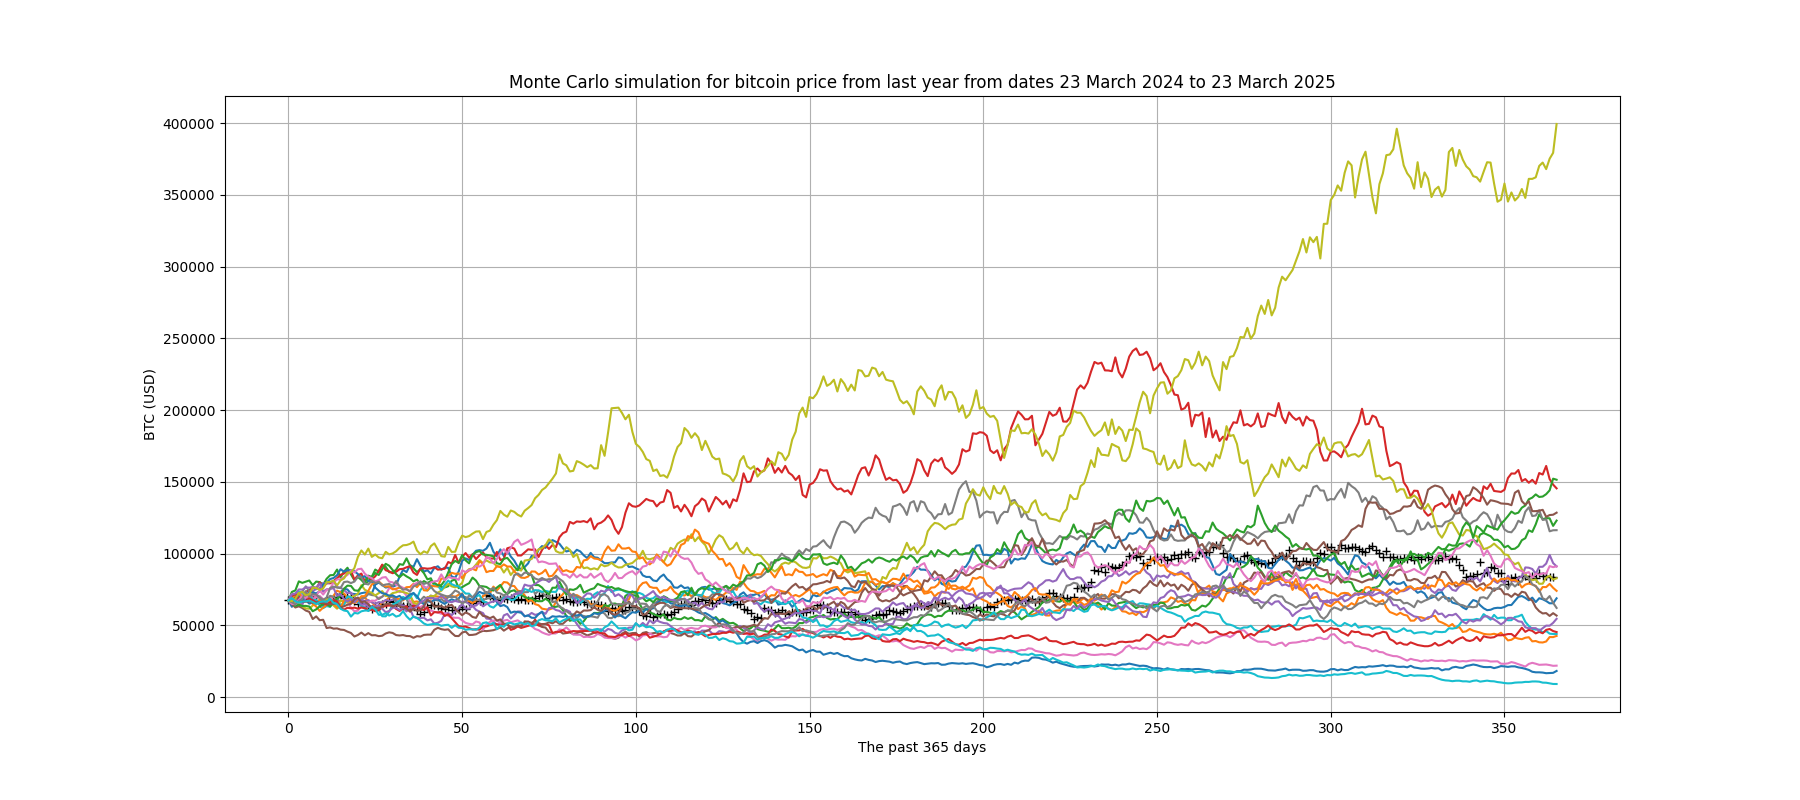 Monte Carlo simulation for bitcoin price from last year from dates 23 March 2024 to 23 March 2025
400000
350000
300000
250000
200000
150000
100000
50000
0
BTC (USD)
0 50 100 150 200 250 300 350
The past 365 days